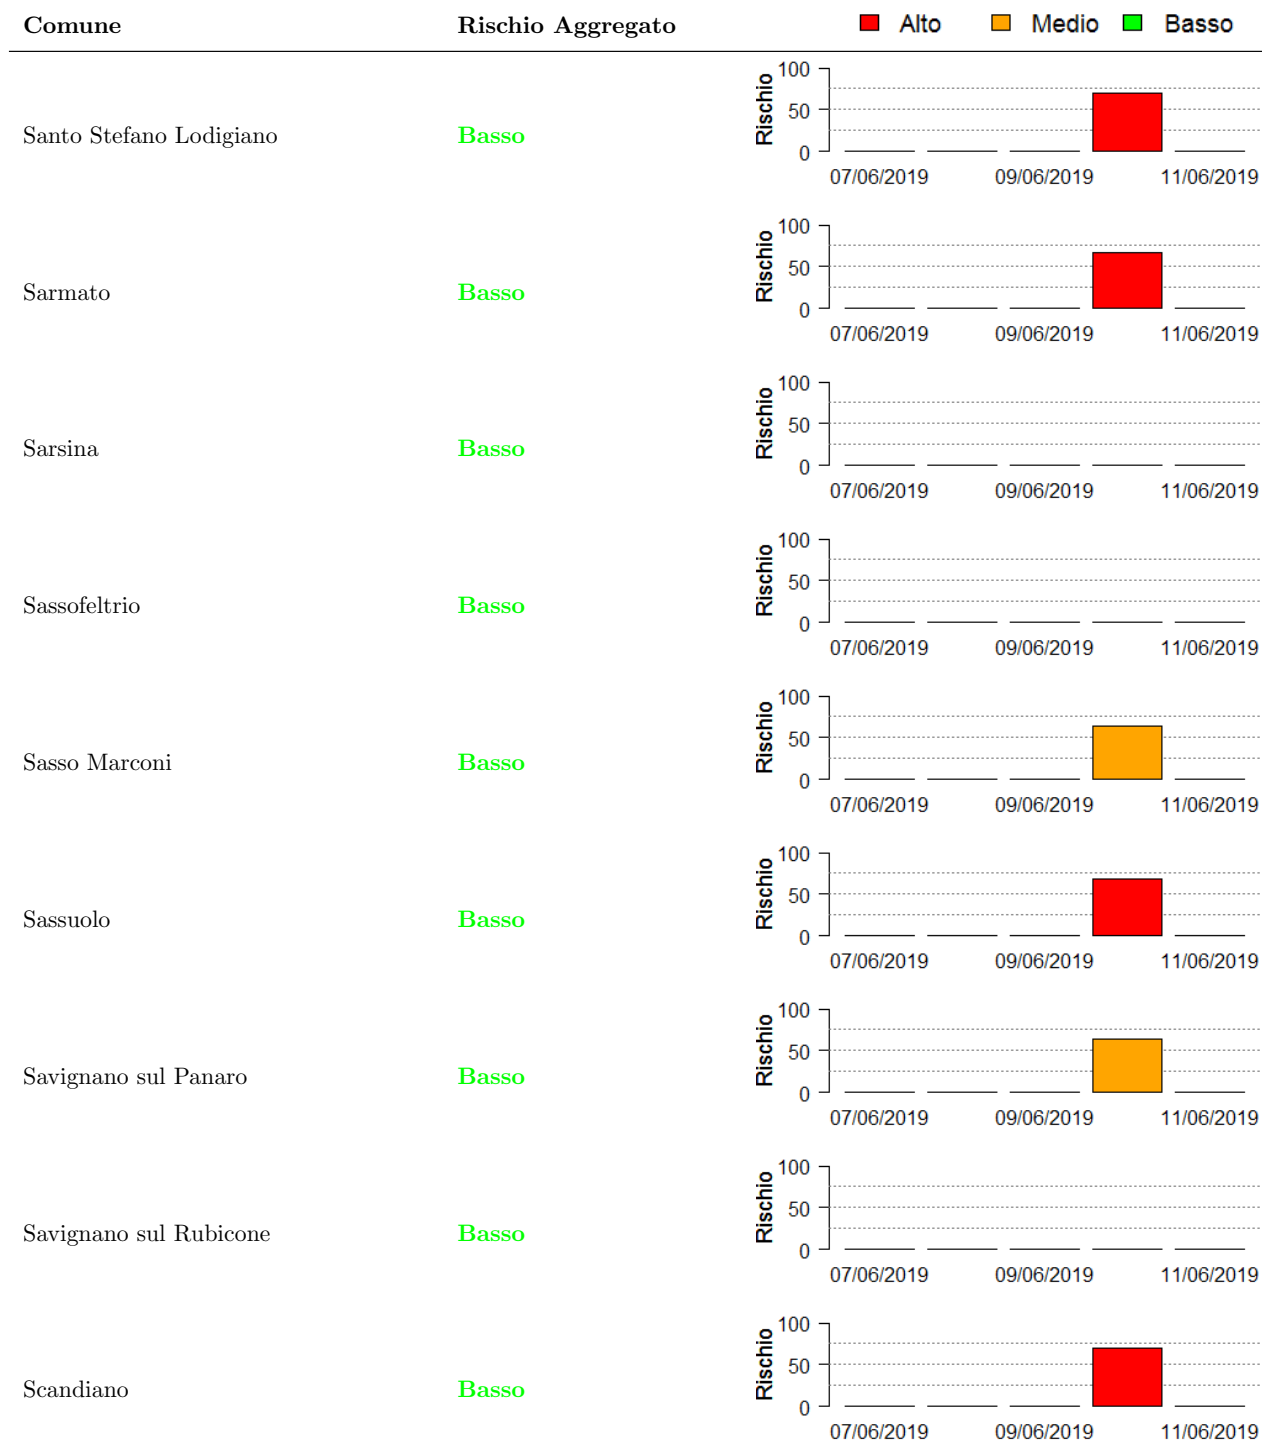 Comune Rischio Aggregato Alto Medio Basso
Santo Stefano Lodigiano Basso Rischio 100 50 0
07/06/2019 09/06/2019 11/06/2019
Sarmato Basso Rischio 100 50 0
07/06/2019 09/06/2019 11/06/2019
Sarsina Basso Rischio 100 50 0
07/06/2019 09/06/2019 11/06/2019
Sassofeltrio Basso Rischio 100 50 0
07/06/2019 09/06/2019 11/06/2019
Sasso Marconi Basso Rischio 100 50 0
07/06/2019 09/06/2019 11/06/2019
Sassuolo Basso Rischio 100 50 0
07/06/2019 09/06/2019 11/06/2019
Savignano sul Panaro Basso Rischio 100 50 0
07/06/2019 09/06/2019 11/06/2019
Savignano sul Rubicone Basso Rischio 100 50 0
07/06/2019 09/06/2019 11/06/2019
Scandiano Basso Rischio 100 50 0
07/06/2019 09/06/2019 11/06/2019